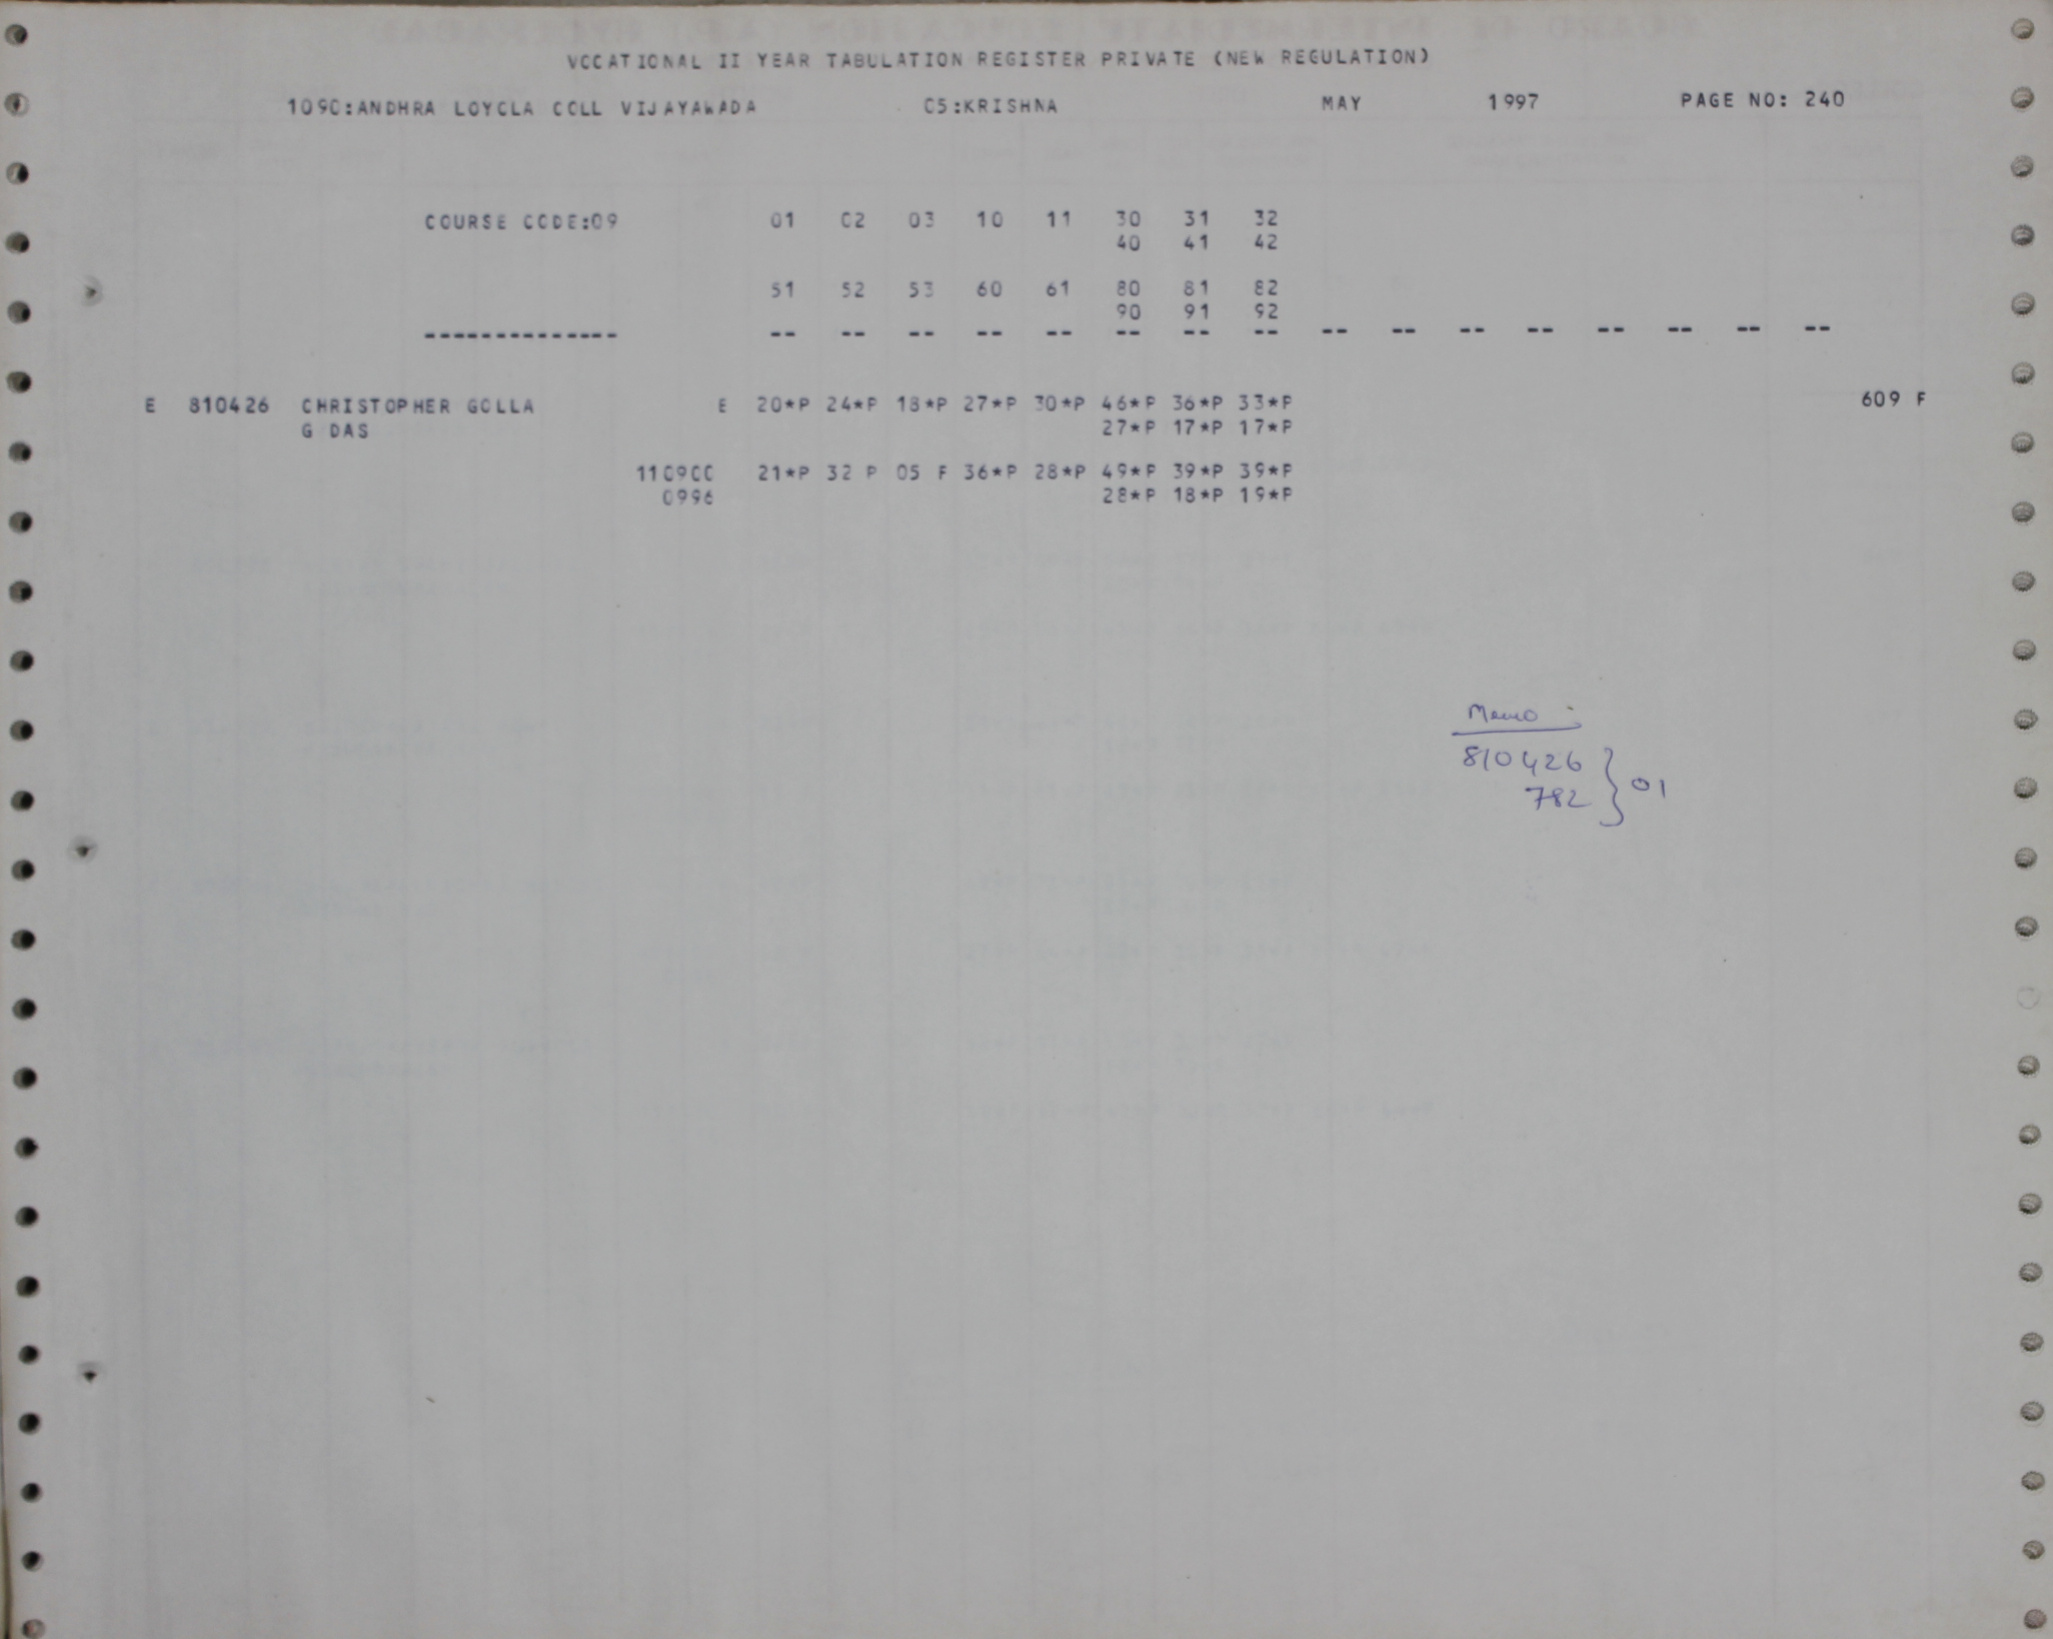 VOCATIONAL II YEAR TABULATION REGISTER PRIVATE (NEW REGULATION)
1090:ANDHRA LOYOLA COLL VIJAYAWADA 05:KRISHNA MAY 1997 PAGE NO: 240
COURSE CODE:09 01 02 03 10 11 30 31 32
40 41 42
51 52 53 60 61 80 81 82
90 91 92
-------------- -- -- -- -- -- -- -- -- -- -- -- -- -- -- -- --
E 810426 CHRISTOPHER GOLLA E 20*P 24*P 18*P 27*P 30*P 46*P 36*P 33*P 609 F
G DAS 27*P 17*P 17*P
110900 21*P 32 P 05 F 36*P 28*P 49*P 39*P 39*P
0996 28*P 18*P 19*P
Memo :
810426
782 } 01